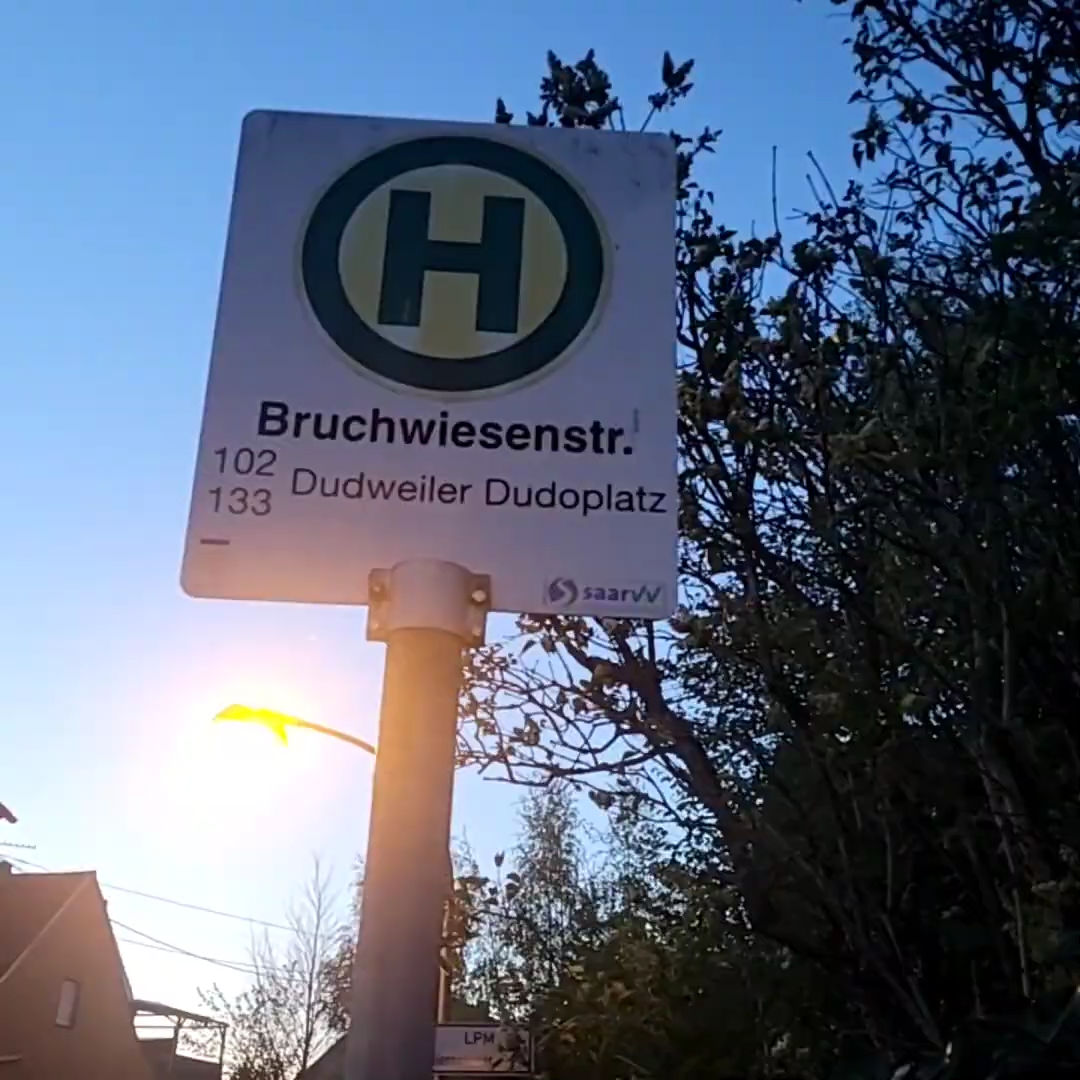 H
Bruchwiesenstr.
102
133 Dudweiler Dudoplatz
saarVV
LPM